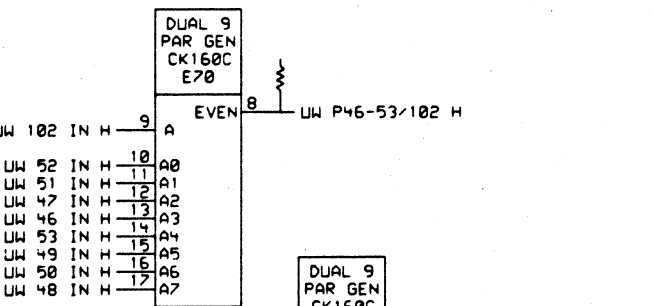 DUAL 9
PAR GEN
CK160C
E70
EVEN 8 UW P46-53/102 H
UW 102 IN H 9 A
UW 52 IN H 10 A0
UW 51 IN H 11 A1
UW 47 IN H 12 A2
UW 46 IN H 13 A3
UW 53 IN H 14 A4
UW 49 IN H 15 A5
UW 50 IN H 16 A6
UW 48 IN H 17 A7
DUAL 9
PAR GEN
CK160C